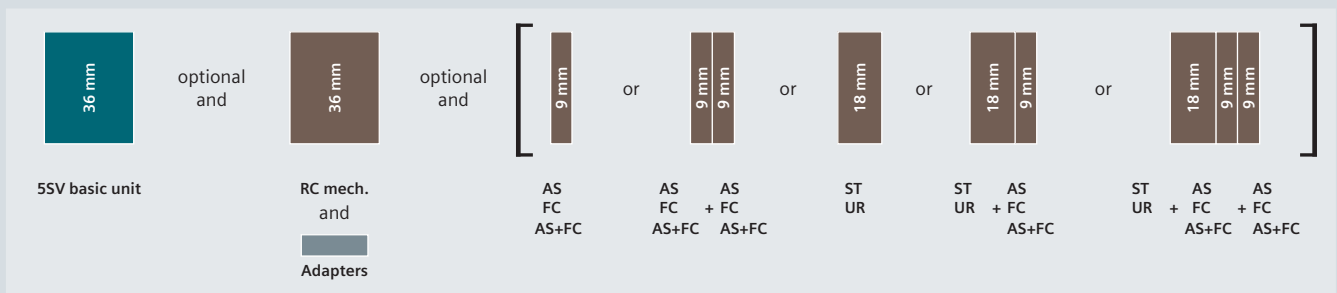 36 mm
optional
and
36 mm
optional
and
9 mm
or
9 mm
9 mm
or
18 mm
or
18 mm
9 mm
or
18 mm
9 mm
9 mm
5SV basic unit
RC mech.
and
Adapters
AS
FC
AS+FC
AS AS
FC + FC
AS+FC AS+FC
ST
UR
ST AS
UR + FC
AS+FC
ST AS AS
UR + FC + FC
AS+FC AS+FC